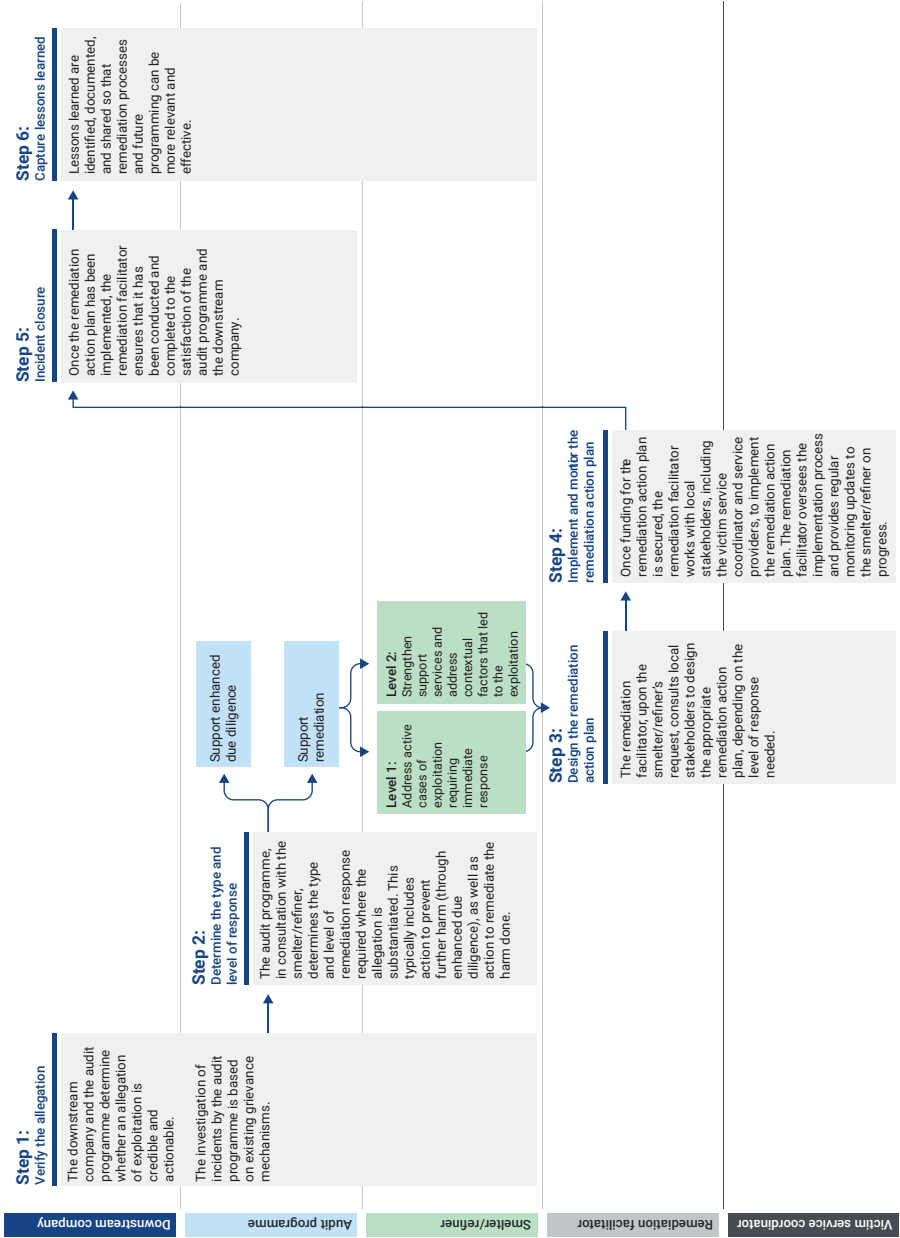 Downstream company
Audit programme
Smelter/refiner
Remediation facilitator
Victim service coordinator
Step 1:
Verify the allegation
The downstream
company and the audit
programme determine
whether an allegation
of exploitation is
credible and
actionable.
The investigation of
incidents by the audit
programme is based
on existing grievance
mechanisms.
Step 2:
Determine the type and
level of response
The audit programme,
in consultation with the
smelter/refiner,
determines the type
and level of
remediation response
required where the
allegation is
substantiated. This
typically includes
action to prevent
further harm (through
enhanced due
diligence), as well as
action to remediate the
harm done.
Support enhanced
due diligence
Support
remediation
Level 1:
Address active
cases of
exploitation
requiring
immediate
response
Level 2:
Strengthen
support
services and
address
contextual
factors that led
to the
exploitation
Step 3:
Design the remediation
action plan
The remediation
facilitator, upon the
smelter/refiner's
request, consults local
stakeholders to design
the appropriate
remediation action
plan, depending on the
level of response
needed.
Step 4:
Implement and monitor the
remediation action plan
Once funding for the
remediation action plan
is secured, the
remediation facilitator
works with local
stakeholders, including
the victim service
coordinator and service
providers, to implement
the remediation action
plan. The remediation
facilitator oversees the
implementation process
and provides regular
monitoring updates to
the smelter/refiner on
progress.
Step 5:
Incident closure
Once the remediation
action plan has been
implemented, the
remediation facilitator
ensures that it has
been conducted and
completed to the
satisfaction of the
audit programme and
the downstream
company.
Step 6:
Capture lessons learned
Lessons learned are
identified, documented,
and shared so that
remediation processes
and future
programming can be
more relevant and
effective.